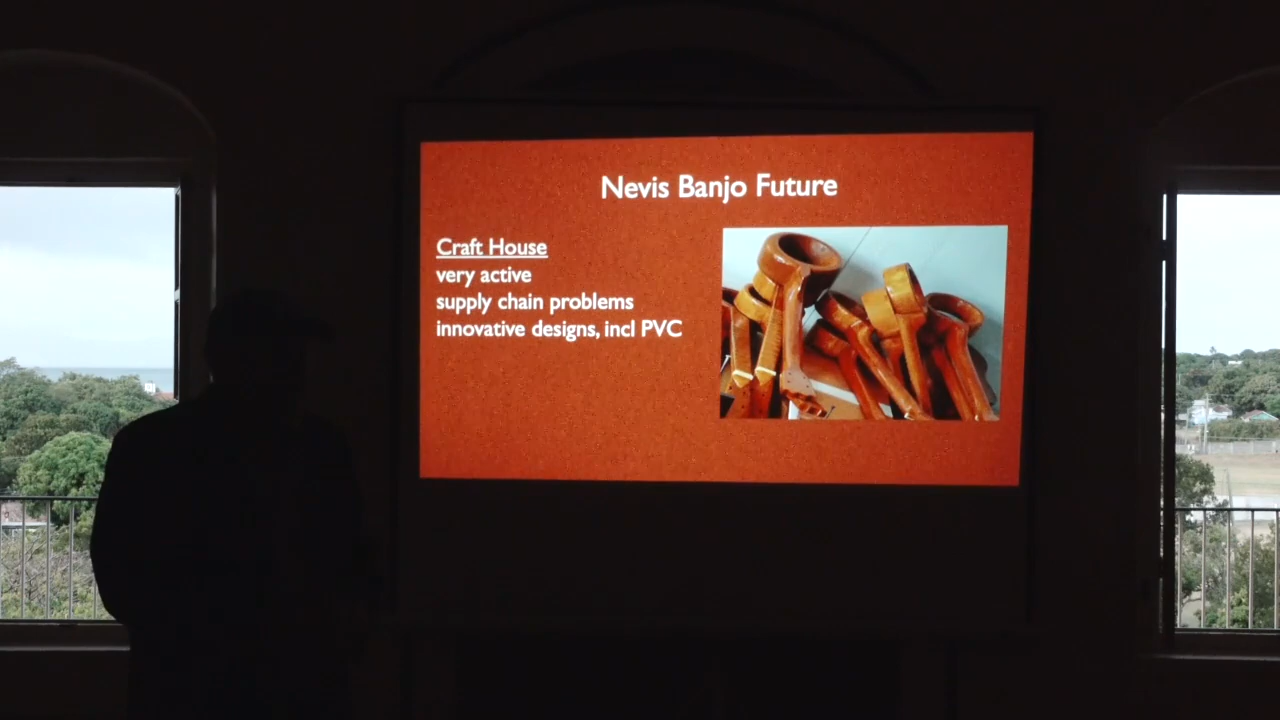 Nevis Banjo Future
Craft House
very active
supply chain problems
innovative designs, incl PVC